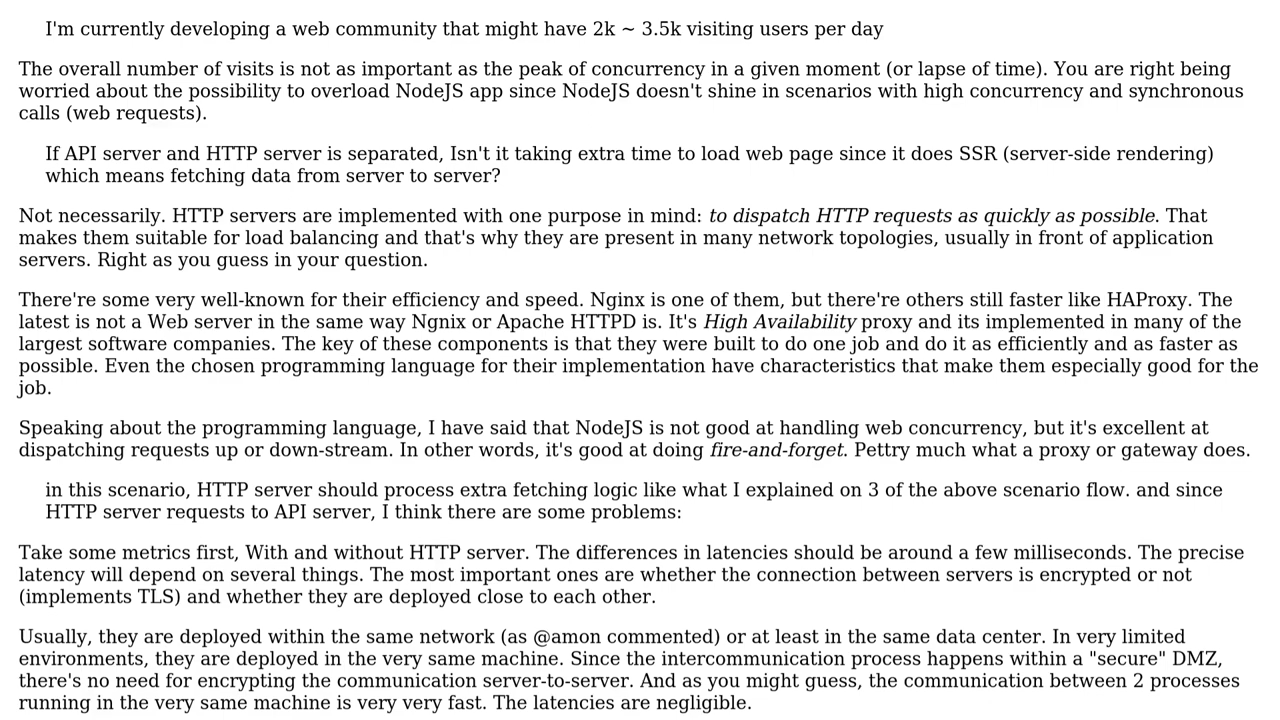 I'm currently developing a web community that might have 2k ~ 3.5k visiting users per day
The overall number of visits is not as important as the peak of concurrency in a given moment (or lapse of time). You are right being
worried about the possibility to overload NodeJS app since NodeJS doesn't shine in scenarios with high concurrency and synchronous
calls (web requests).
If API server and HTTP server is separated, Isn't it taking extra time to load web page since it does SSR (server-side rendering)
which means fetching data from server to server?
Not necessarily. HTTP servers are implemented with one purpose in mind: to dispatch HTTP requests as quickly as possible. That
makes them suitable for load balancing and that's why they are present in many network topologies, usually in front of application
servers. Right as you guess in your question.
There're some very well-known for their efficiency and speed. Nginx is one of them, but there're others still faster like HAProxy. The
latest is not a Web server in the same way Ngnix or Apache HTTPD is. It's High Availability proxy and its implemented in many of the
largest software companies. The key of these components is that they were built to do one job and do it as efficiently and as faster as
possible. Even the chosen programming language for their implementation have characteristics that make them especially good for the
job.
Speaking about the programming language, I have said that NodeJS is not good at handling web concurrency, but it's excellent at
dispatching requests up or down-stream. In other words, it's good at doing fire-and-forget. Pettry much what a proxy or gateway does.
in this scenario, HTTP server should process extra fetching logic like what I explained on 3 of the above scenario flow. and since
HTTP server requests to API server, I think there are some problems:
Take some metrics first, With and without HTTP server. The differences in latencies should be around a few milliseconds. The precise
latency will depend on several things. The most important ones are whether the connection between servers is encrypted or not
(implements TLS) and whether they are deployed close to each other.
Usually, they are deployed within the same network (as @amon commented) or at least in the same data center. In very limited
environments, they are deployed in the very same machine. Since the intercommunication process happens within a "secure" DMZ,
there's no need for encrypting the communication server-to-server. And as you might guess, the communication between 2 processes
running in the very same machine is very very fast. The latencies are negligible.